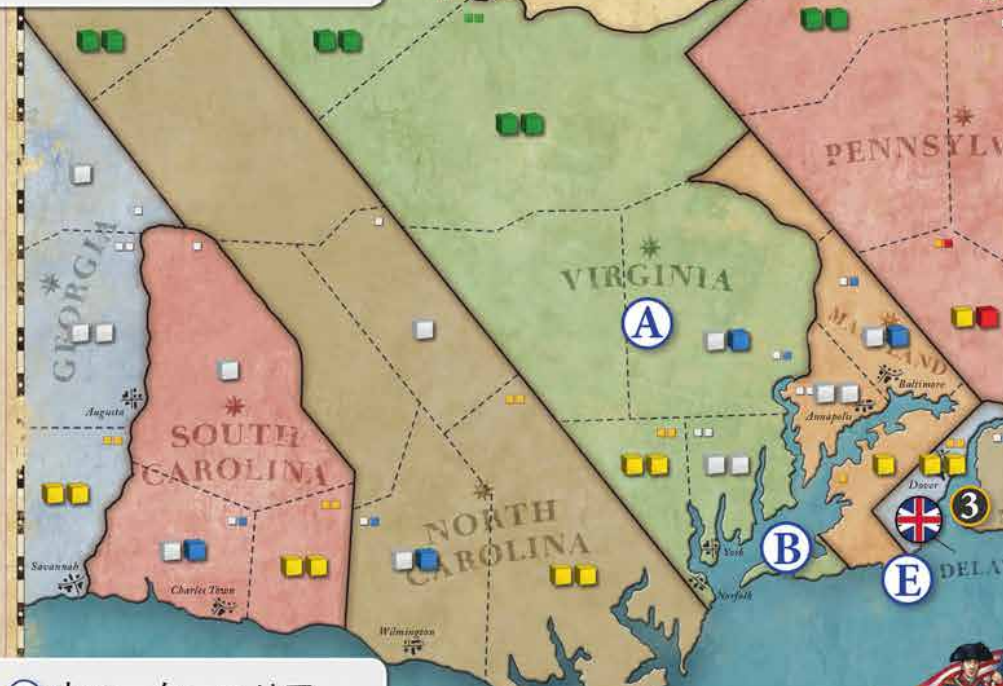 PENNSYLV
GEORGIA
VIRGINIA
A
MARYLAND
Baltimore
Annapolis
Augusta
SOUTH
CAROLINA
Dover
3
NORTH
CAROLINA
York
B
E
DELA
Savannah
Charles Town
Norfolk
Wilmington